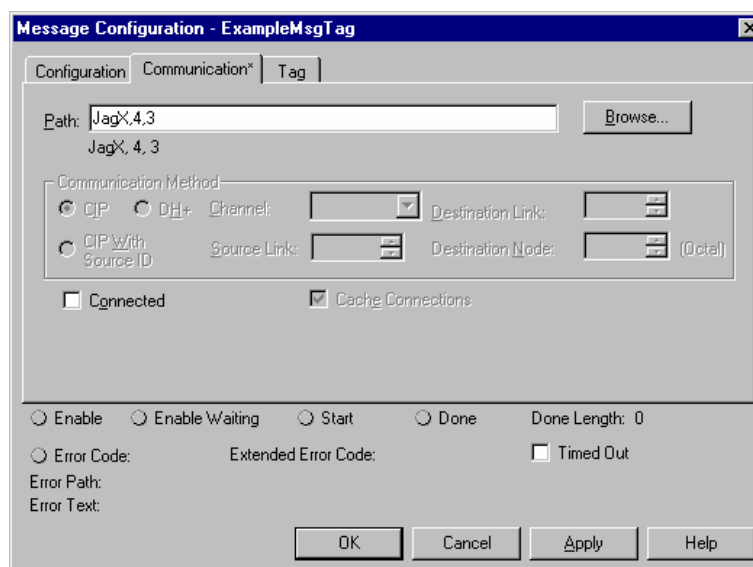 Message Configuration - ExampleMsgTag
Configuration Communication* Tag
Path: JagX,4,3 Browse...
JagX, 4, 3
Communication Method
CIP DH+ Channel: Destination Link:
CIP With Source ID Source Link: Destination Node: (Octal)
Connected Cache Connections
Enable Enable Waiting Start Done Done Length: 0
Error Code: Extended Error Code: Timed Out
Error Path:
Error Text:
OK Cancel Apply Help